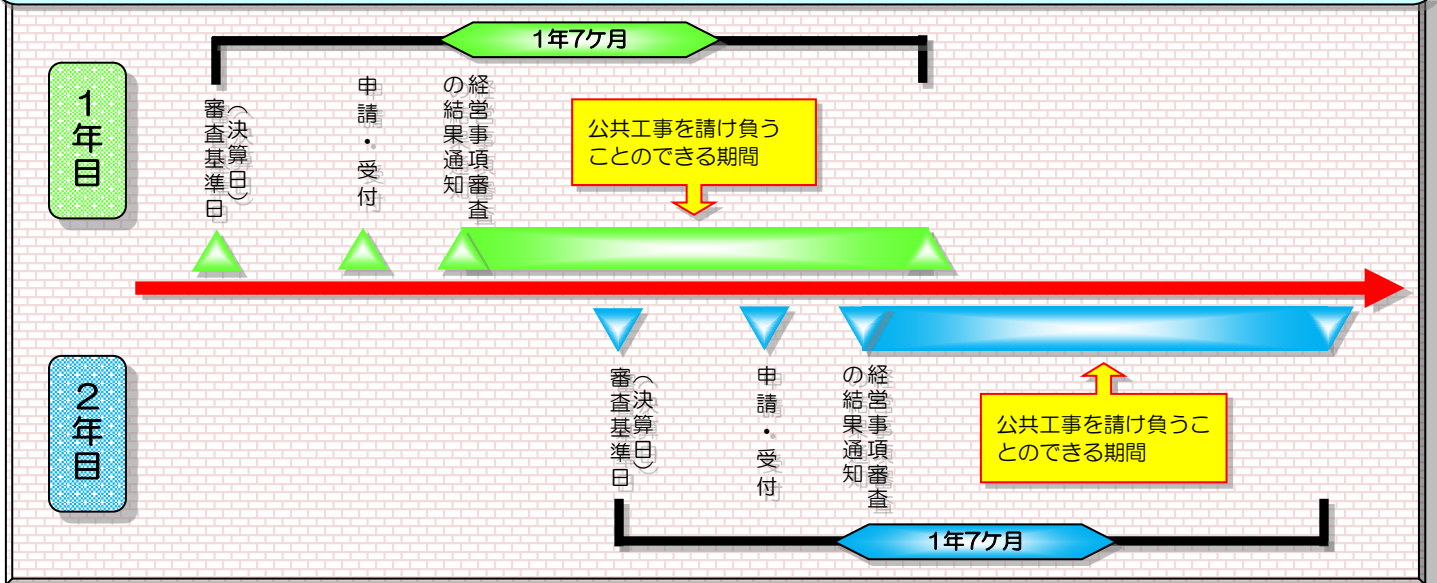 1年7ケ月
1年目
審査基準日
（決算日）
申請・受付
経営事項審査
の結果通知
公共工事を請け負う
ことのできる期間
2年目
審査基準日
（決算日）
申請・受付
経営事項審査
の結果通知
公共工事を請け負うこ
とのできる期間
1年7ケ月